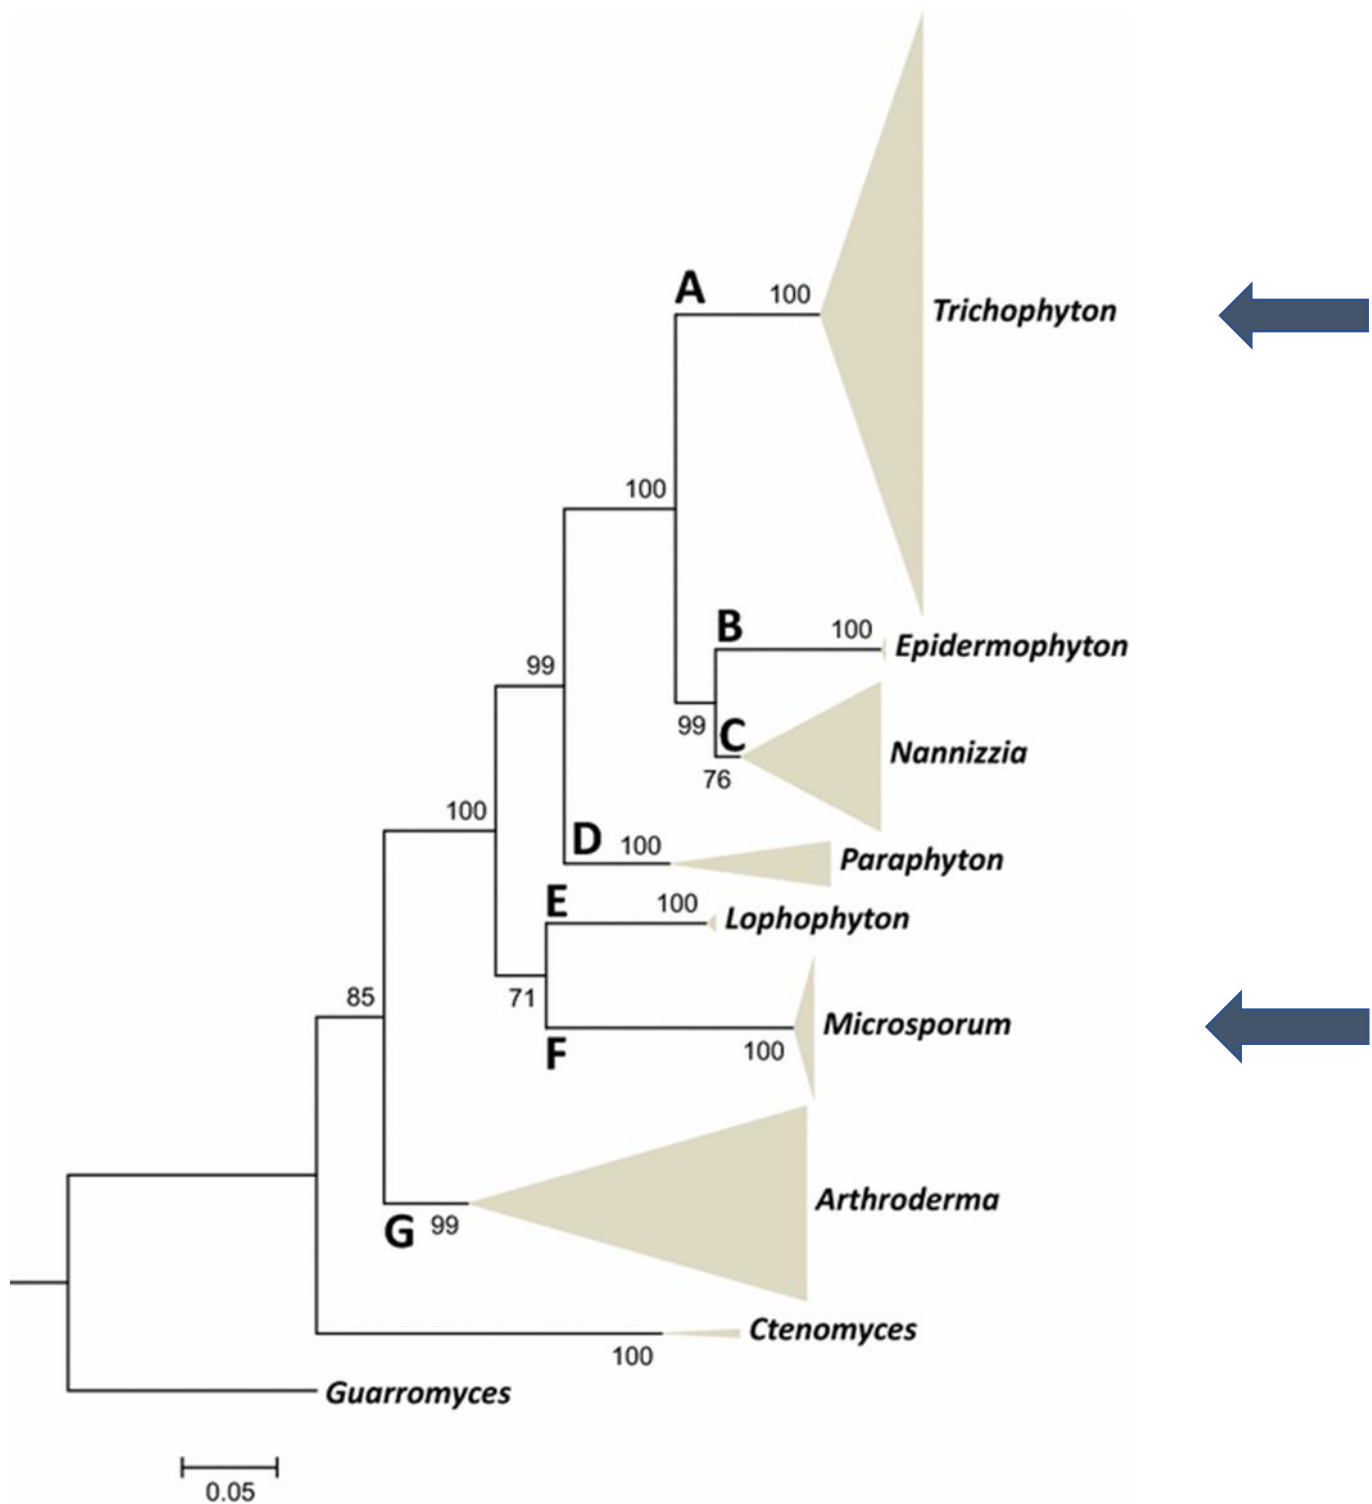 A 100
Trichophyton
100
B 100
Epidermophyton
99
99 C
Nannizzia
76
100
D 100
Paraphyton
E 100
Lophophyton
85
71
Microsporum
F 100
Arthroderma
G 99
Ctenomyces
100
Guarromyces
0.05